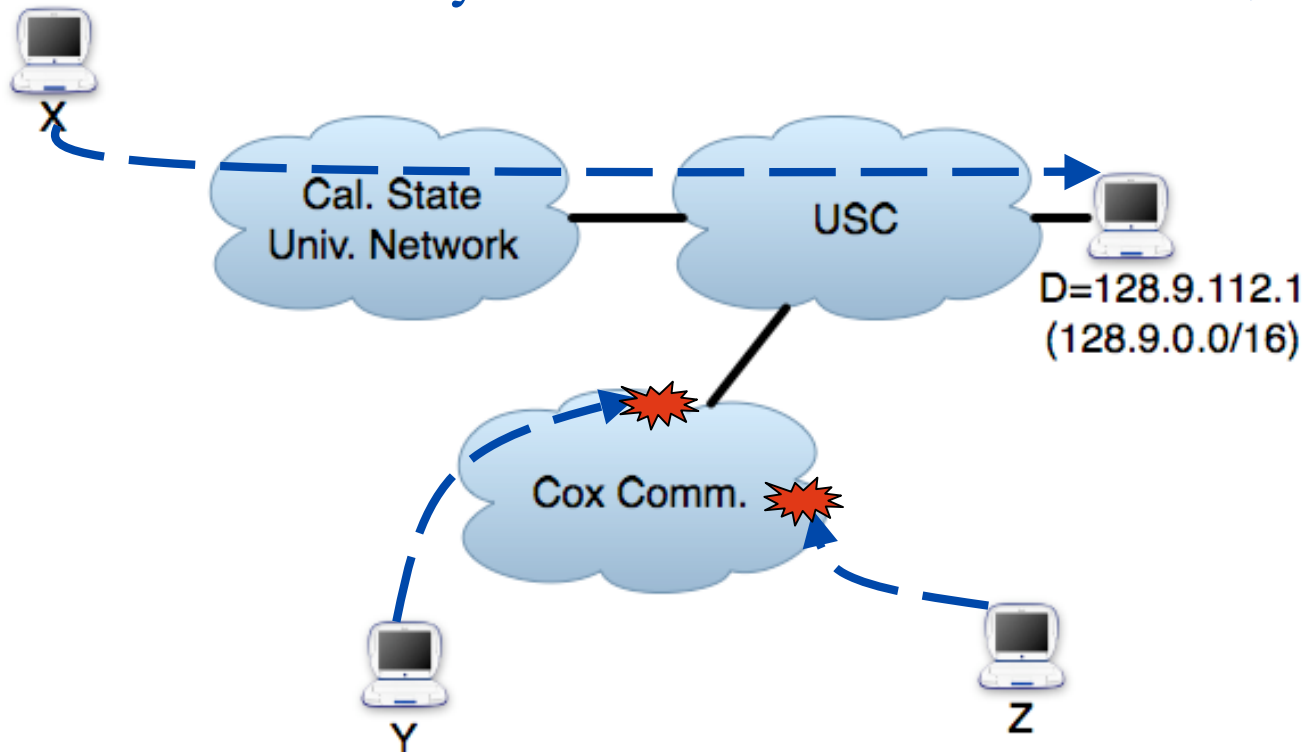 X
Cal. State
Univ. Network
USC
D=128.9.112.1
(128.9.0.0/16)
Cox Comm.
Y
Z